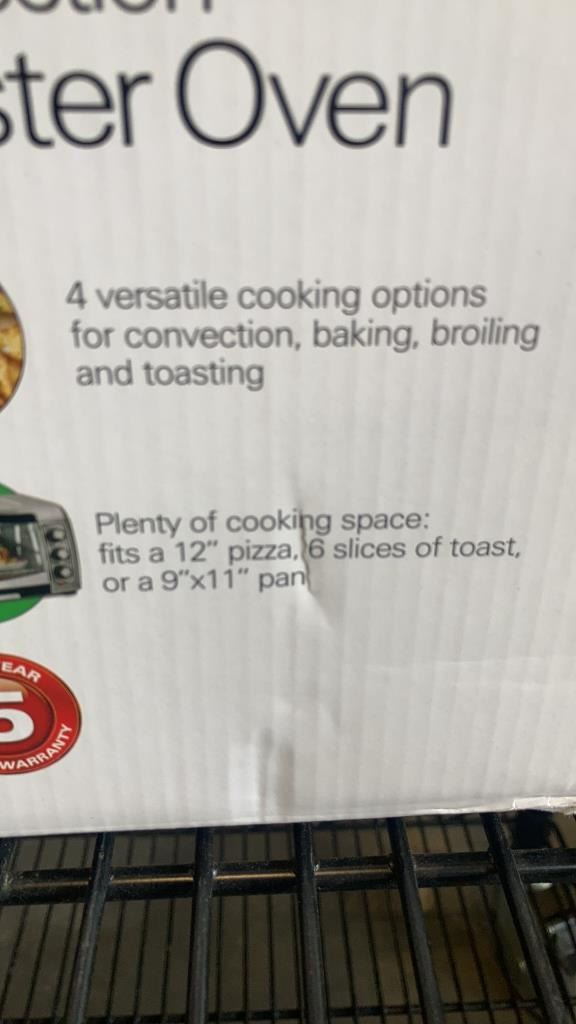 ster Oven
4 versatile cooking options
for convection, baking, broiling
and toasting
Plenty of cooking space:
fits a 12" pizza, 6 slices of toast,
or a 9"x11" pan
EAR
5
WARRANTY